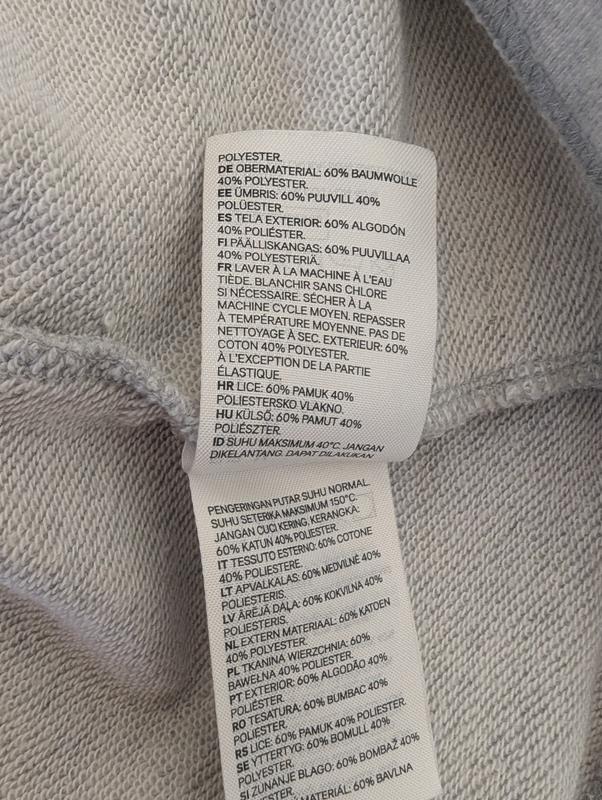 POLYESTER.
DE OBERMATERIAL: 60% BAUMWOLLE
40% POLYESTER.
EE ÜMBRIS: 60% PUUVILL 40%
POLÜESTER.
ES TELA EXTERIOR: 60% ALGODÓN
40% POLIÉSTER.
FI PÄÄLLISKANGAS: 60% PUUVILLAA
40% POLYESTERIÄ.
FR LAVER À LA MACHINE À L'EAU
TIÈDE. BLANCHIR SANS CHLORE
SI NÉCESSAIRE. SÉCHER À LA
MACHINE CYCLE MOYEN. REPASSER
À TEMPÉRATURE MOYENNE. PAS DE
NETTOYAGE À SEC. EXTERIEUR: 60%
COTON 40% POLYESTER.
À L'EXCEPTION DE LA PARTIE
ÉLASTIQUE.
HR LICE: 60% PAMUK 40%
POLIESTERSKO VLAKNO.
HU KÜLSŐ: 60% PAMUT 40%
POLIÉSZTER.
ID SUHU MAKSIMUM 40°C. JANGAN
DIKELANTANG. DAPAT DILAKUKAN
PENGERINGAN PUTAR SUHU NORMAL.
SUHU SETERIKA MAKSIMUM 150°C.
JANGAN CUCI KERING. KERANGKA:
60% KATUN 40% POLIESTER.
IT TESSUTO ESTERNO: 60% COTONE
40% POLIESTERE.
LT APVALKALAS: 60% MEDVILNĖ 40%
POLIESTERIS.
LV ĀRĒJĀ DAĻA: 60% KOKVILNA 40%
POLIESTERIS.
NL EXTERN MATERIAAL: 60% KATOEN
40% POLYESTER.
PL TKANINA WIERZCHNIA: 60%
BAWEŁNA 40% POLIESTER.
PT EXTERIOR: 60% ALGODÃO 40%
POLIÉSTER.
RO TESATURA: 60% BUMBAC 40%
POLIESTER.
RS LICE: 60% PAMUK 40% POLIESTER.
SE YTTERTYG: 60% BOMULL 40%
POLYESTER.
SI ZUNANJE BLAGO: 60% BOMBAŽ 40%
MATERIÁL: 60% BAVLNA